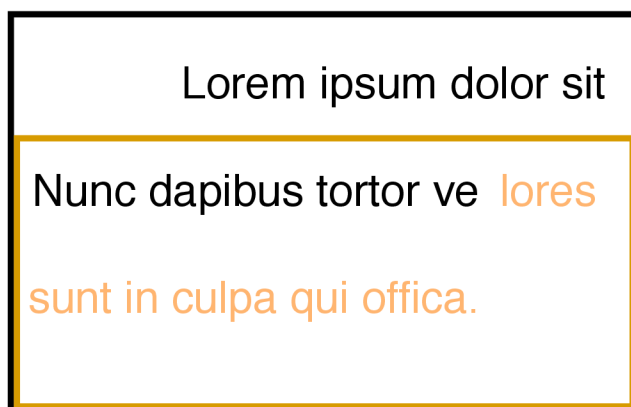 Lorem ipsum dolor sit
Nunc dapibus tortor ve lores
sunt in culpa qui offica.